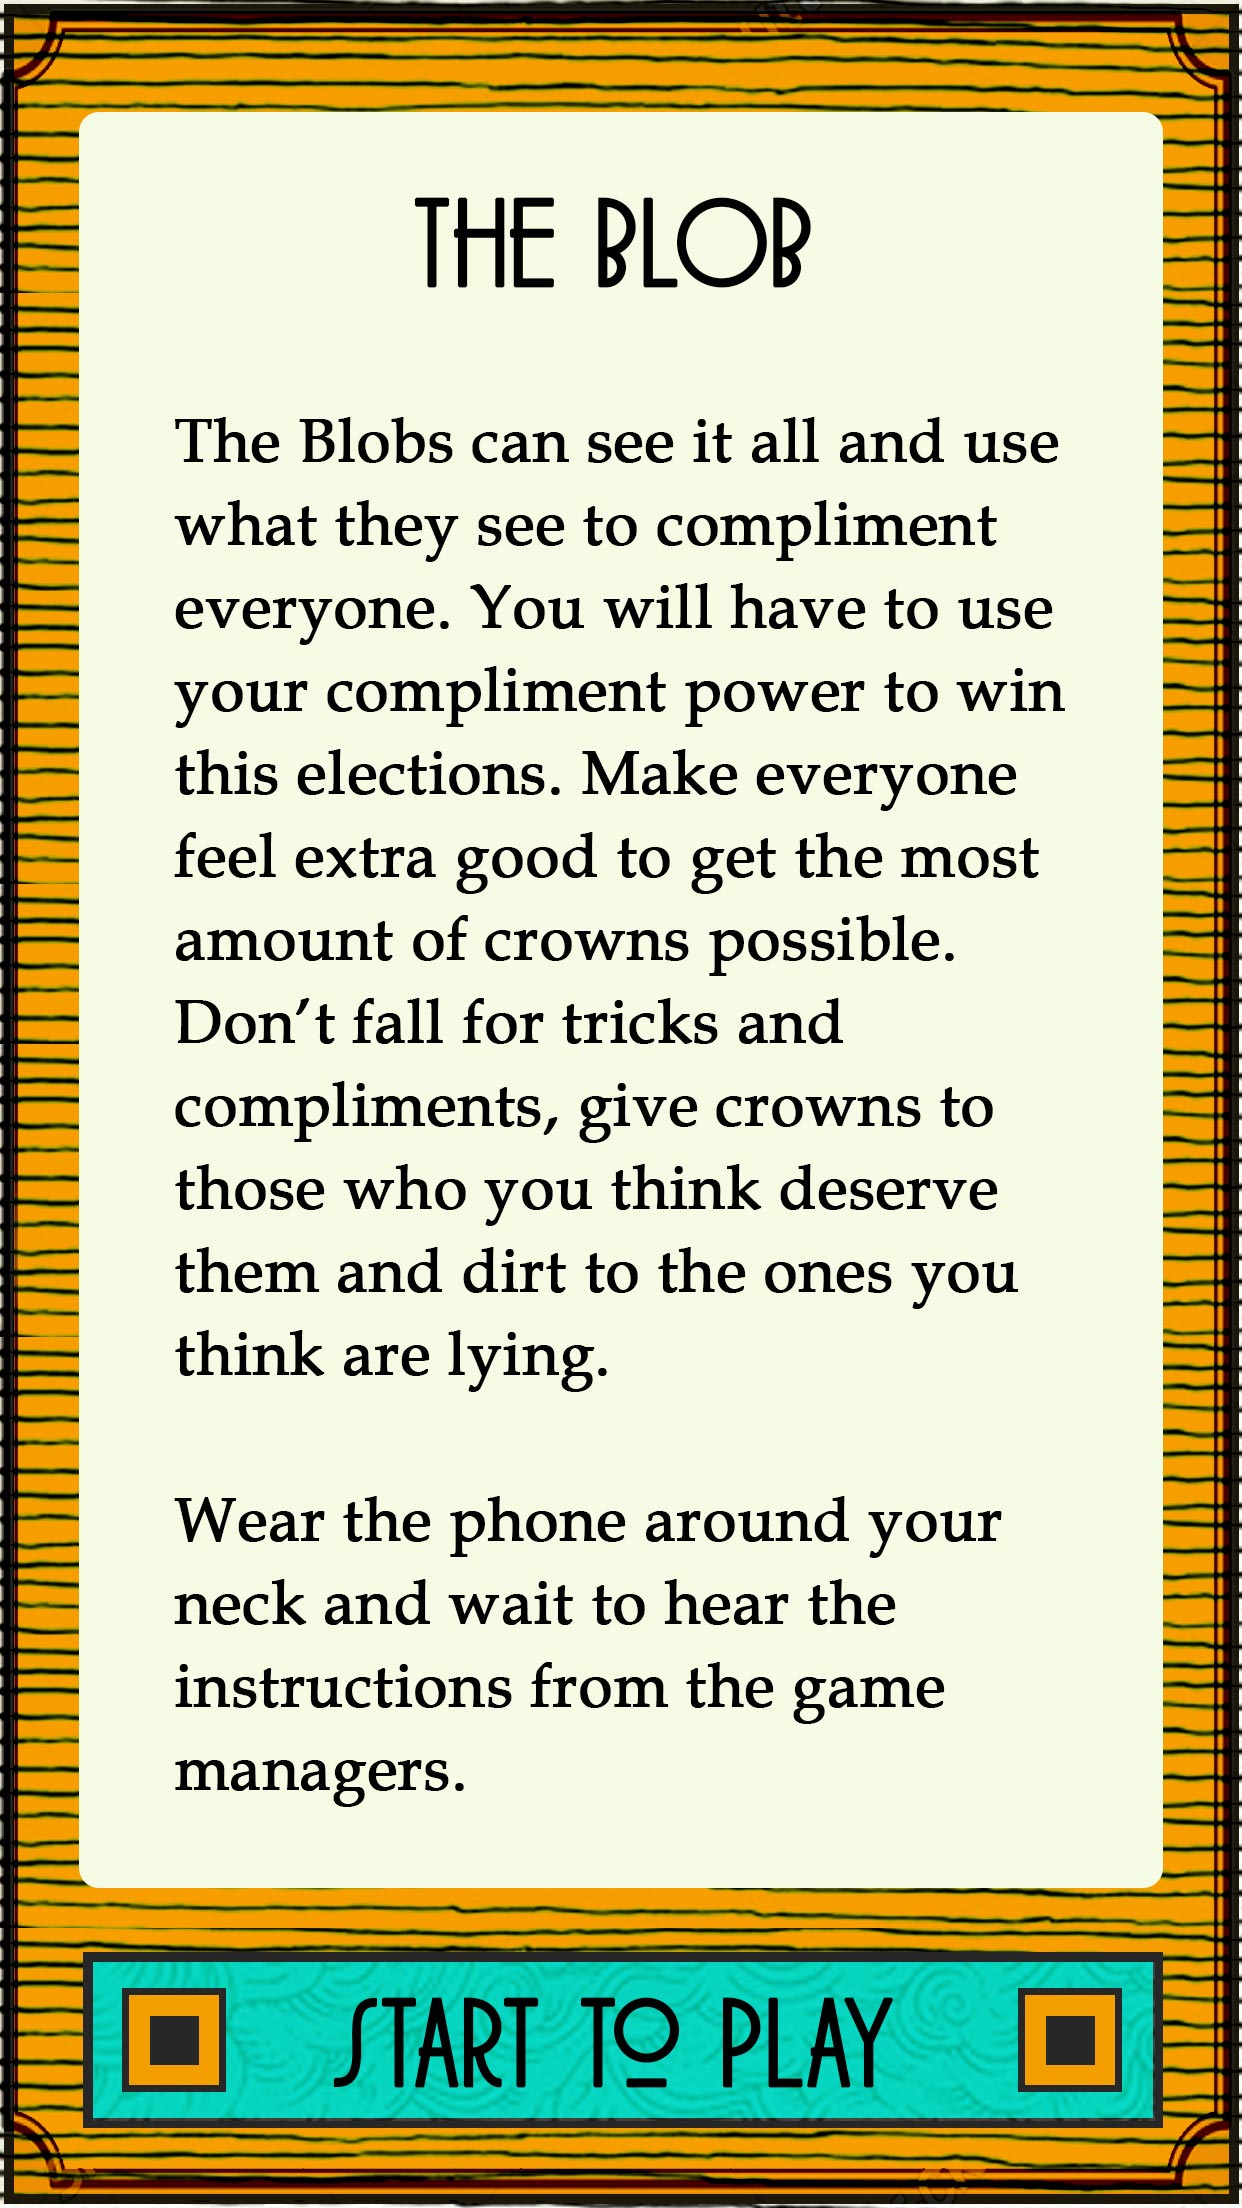 THE BLOB
The Blobs can see it all and use
what they see to compliment
everyone. You will have to use
your compliment power to win
this elections. Make everyone
feel extra good to get the most
amount of crowns possible.
Don’t fall for tricks and
compliments, give crowns to
those who you think deserve
them and dirt to the ones you
think are lying.
Wear the phone around your
neck and wait to hear the
instructions from the game
managers.
START TO PLAY